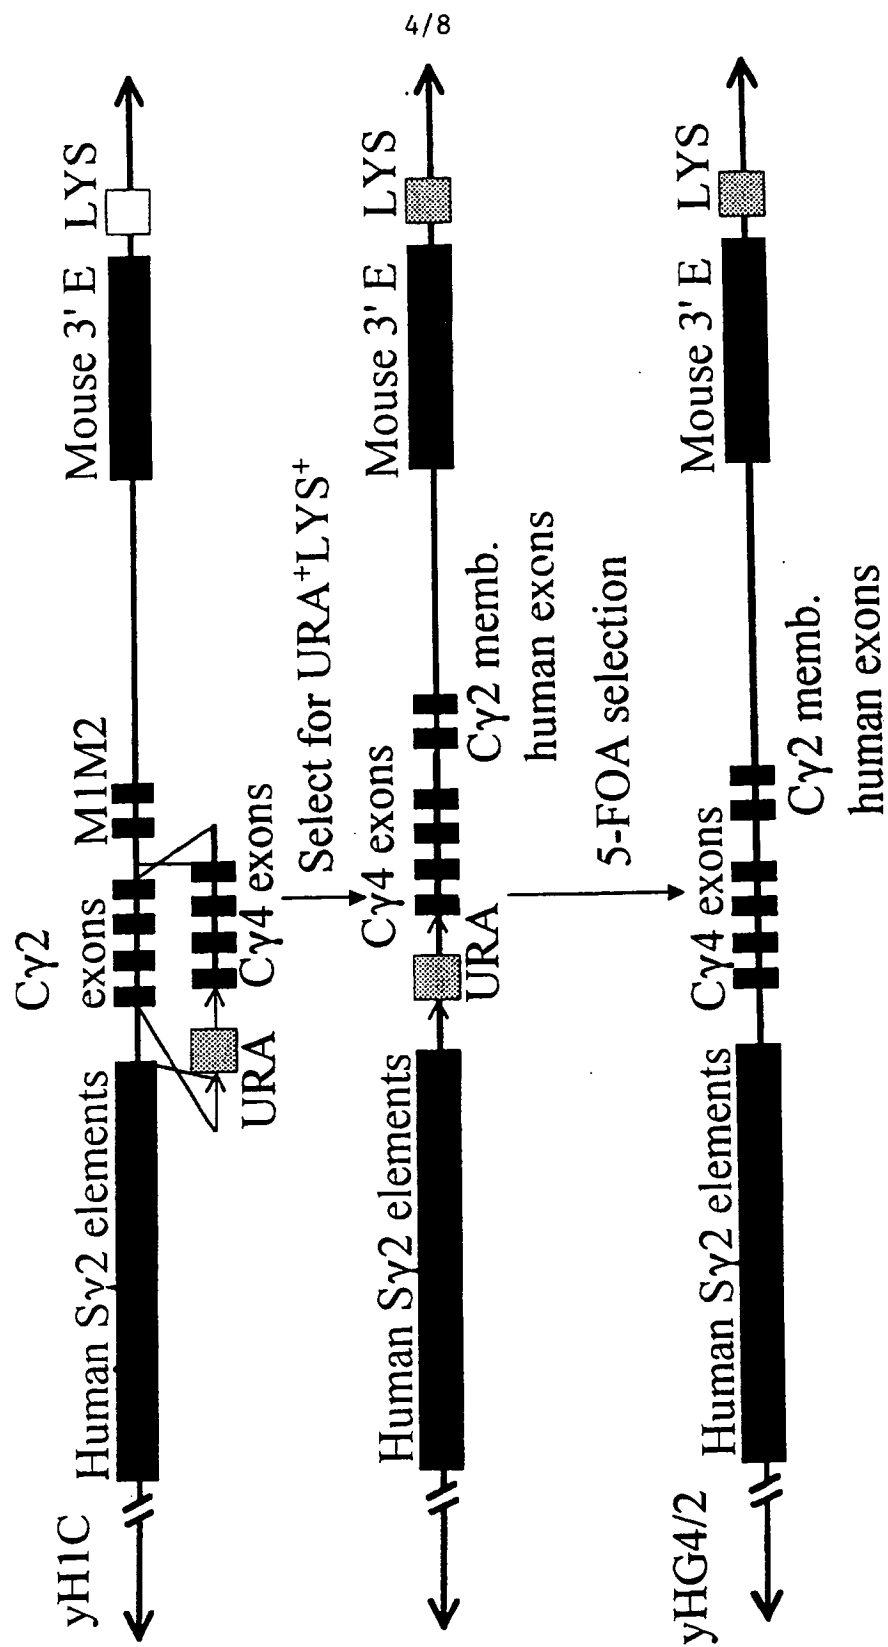 4/8
yH1C
Human Sγ2 elements
Cγ2
exons
M1M2
Mouse 3' E
LYS
URA
Cγ4 exons
Select for URA+LYS+
Human Sγ2 elements
URA
Cγ4 exons
Cγ2 memb.
human exons
Mouse 3' E
LYS
5-FOA selection
yHG4/2
Human Sγ2 elements
Cγ4 exons
Cγ2 memb.
human exons
Mouse 3' E
LYS